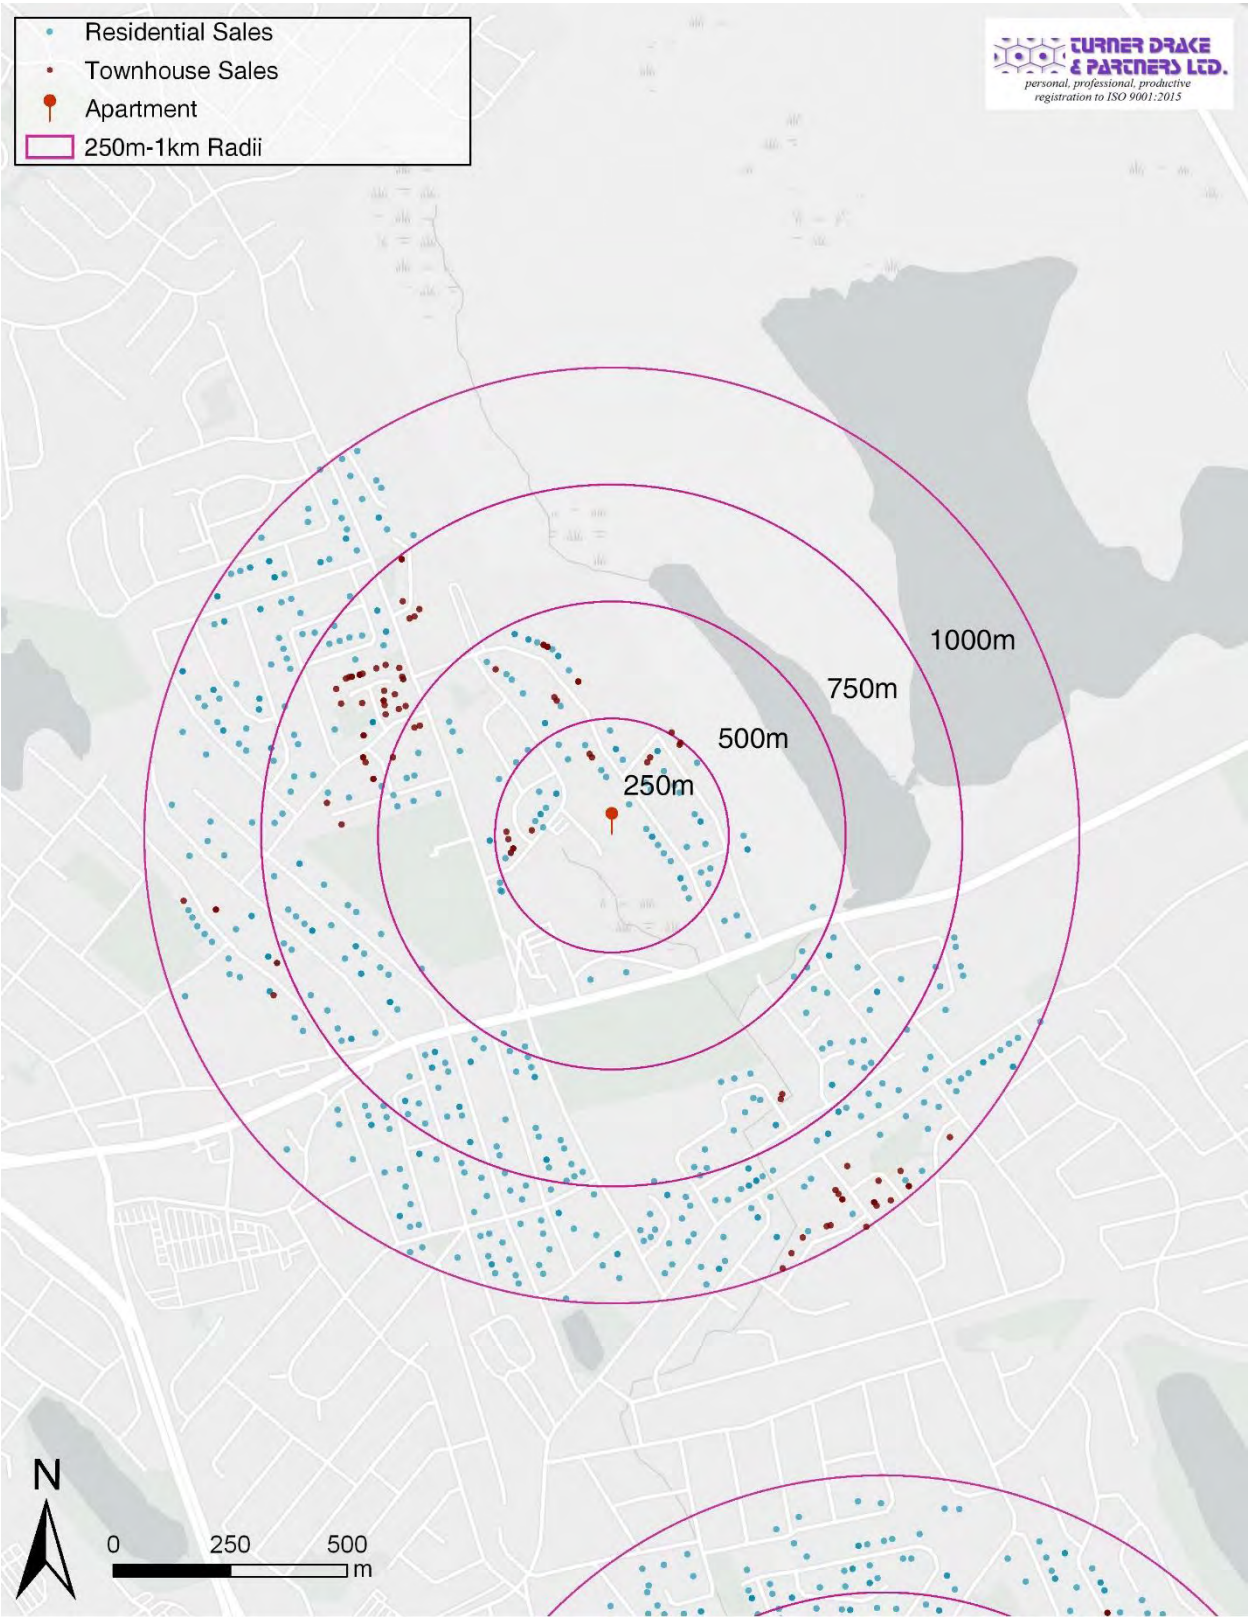 Residential Sales
Townhouse Sales
Apartment
250m-1km Radii
TURNER DRAKE
& PARTNERS LTD.
personal, professional, productive
registration to ISO 9001:2015
1000m
750m
500m
250m
N
0 250 500
m